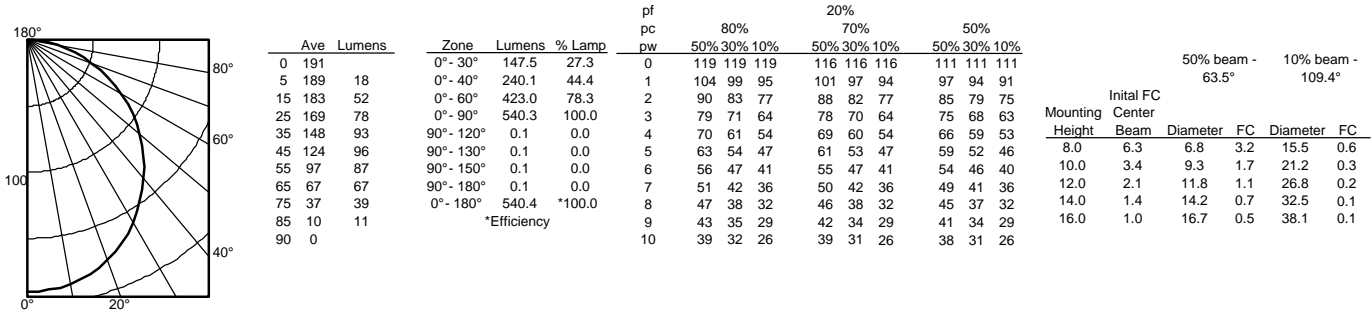 180°
80°
60°
100
40°
0° 20°
Ave Lumens
0 191
5 189 18
15 183 52
25 169 78
35 148 93
45 124 96
55 97 87
65 67 67
75 37 39
85 10 11
90 0
Zone Lumens % Lamp
0°- 30° 147.5 27.3
0°- 40° 240.1 44.4
0°- 60° 423.0 78.3
0°- 90° 540.3 100.0
90°- 120° 0.1 0.0
90°- 130° 0.1 0.0
90°- 150° 0.1 0.0
90°- 180° 0.1 0.0
0°- 180° 540.4 *100.0
*Efficiency
pf 20%
pc 80% 70% 50%
pw 50% 30% 10% 50% 30% 10% 50% 30% 10%
0 119 119 119 116 116 116 111 111 111
1 104 99 95 101 97 94 97 94 91
2 90 83 77 88 82 77 85 79 75
3 79 71 64 78 70 64 75 68 63
4 70 61 54 69 60 54 66 59 53
5 63 54 47 61 53 47 59 52 46
6 56 47 41 55 47 41 54 46 40
7 51 42 36 50 42 36 49 41 36
8 47 38 32 46 38 32 45 37 32
9 43 35 29 42 34 29 41 34 29
10 39 32 26 39 31 26 38 31 26
50% beam - 10% beam -
63.5° 109.4°
Inital FC
Mounting Center
Height Beam Diameter FC Diameter FC
8.0 6.3 6.8 3.2 15.5 0.6
10.0 3.4 9.3 1.7 21.2 0.3
12.0 2.1 11.8 1.1 26.8 0.2
14.0 1.4 14.2 0.7 32.5 0.1
16.0 1.0 16.7 0.5 38.1 0.1